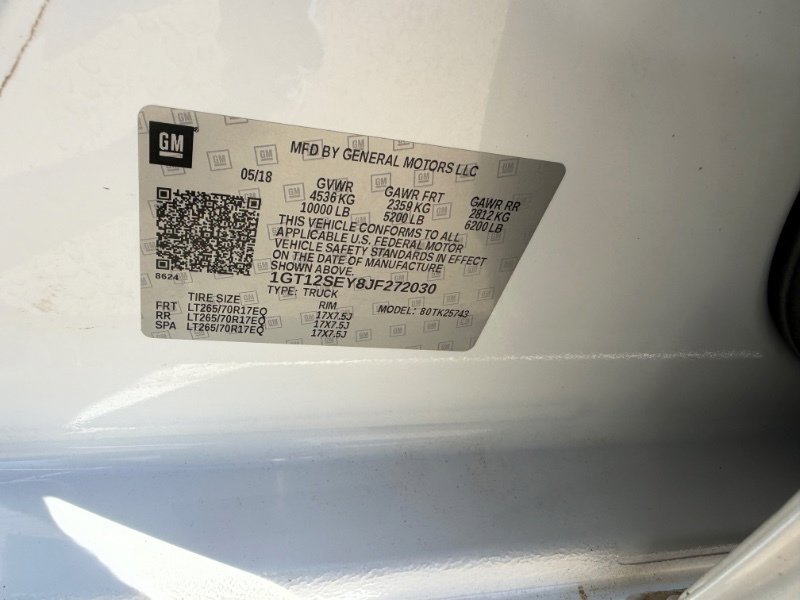 GM
MFD BY GENERAL MOTORS LLC
05/18
GVWR GAWR FRT GAWR RR
4536 KG 2359 KG 2812 KG
10000 LB 5200 LB 6200 LB
THIS VEHICLE CONFORMS TO ALL
APPLICABLE U.S. FEDERAL MOTOR
VEHICLE SAFETY STANDARDS IN EFFECT
ON THE DATE OF MANUFACTURE
SHOWN ABOVE.
8624
1GT12SEY8JF272030
TYPE: TRUCK
TIRE SIZE RIM MODEL: 80TK25743
FRT LT265/70R17EQ 17X7.5J
RR LT265/70R17EQ 17X7.5J
SPA LT265/70R17EQ 17X7.5J